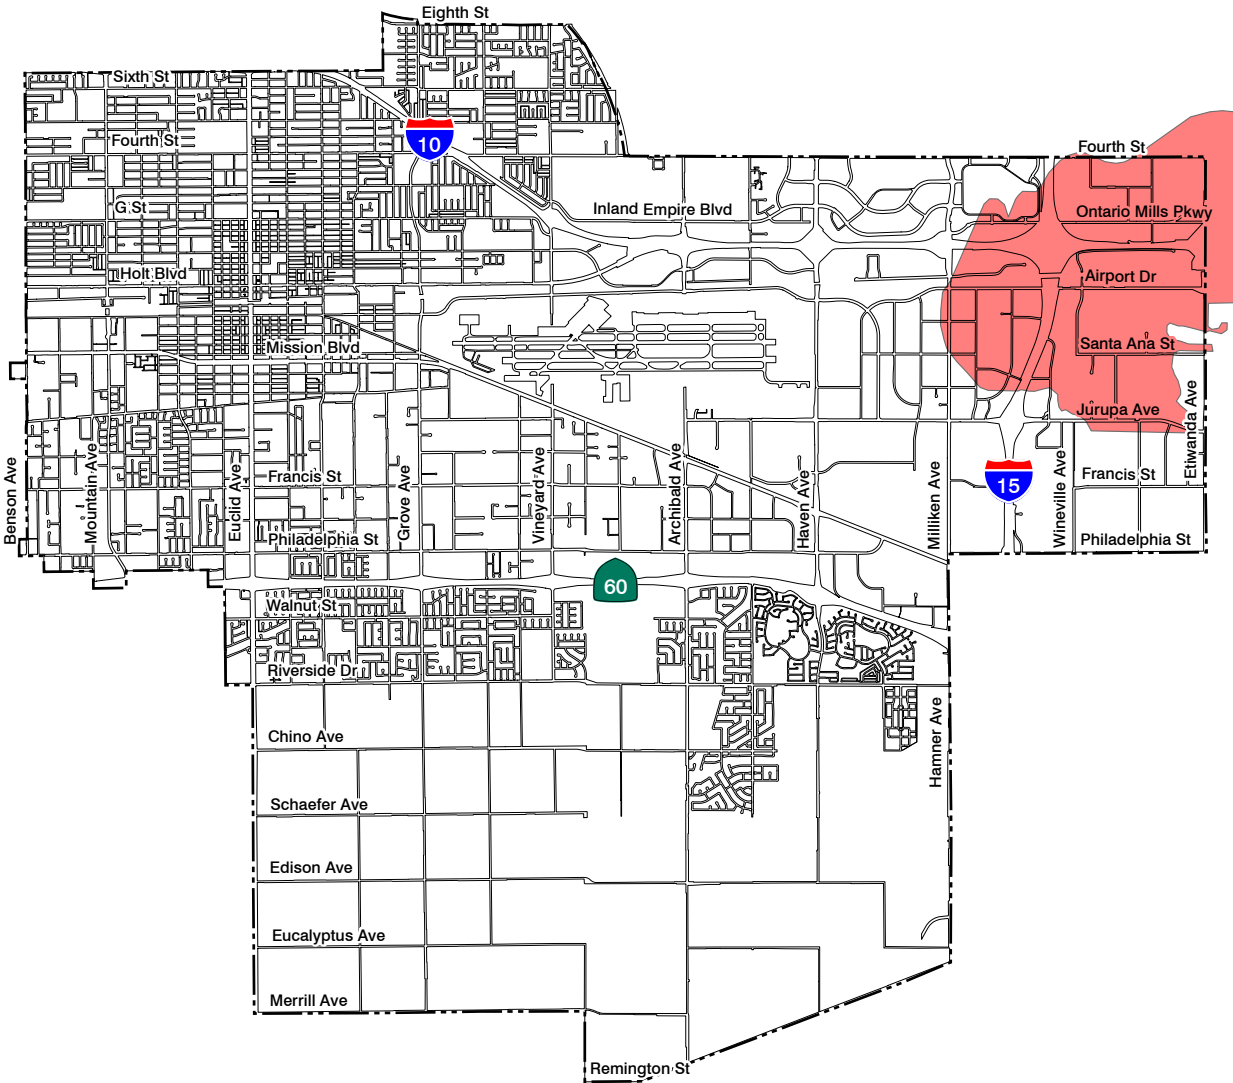 Eighth St
Sixth St
Fourth St
10
Fourth St
G St
Inland Empire Blvd
Ontario Mills Pkwy
Holt Blvd
Airport Dr
Mission Blvd
Santa Ana St
Jurupa Ave
Benson Ave
Mountain Ave
Euclid Ave
Grove Ave
Vineyard Ave
Archibald Ave
Haven Ave
Milliken Ave
Wineville Ave
Etiwanda Ave
Francis St
15
Francis St
Philadelphia St
Philadelphia St
60
Walnut St
Riverside Dr
Hamner Ave
Chino Ave
Schaefer Ave
Edison Ave
Eucalyptus Ave
Merrill Ave
Remington St